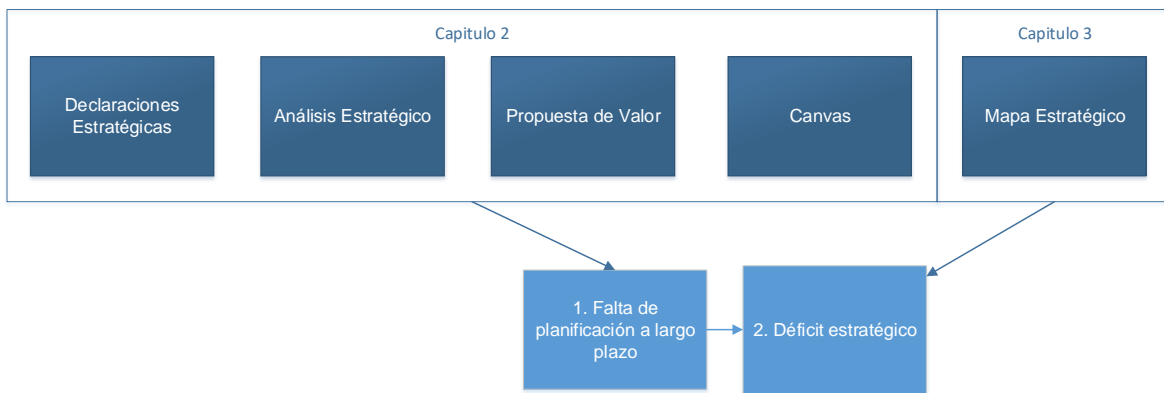 Capitulo 2
Capitulo 3
Declaraciones
Estratégicas
Análisis Estratégico
Propuesta de Valor
Canvas
Mapa Estratégico
1. Falta de
planificación a largo
plazo
2. Déficit estratégico